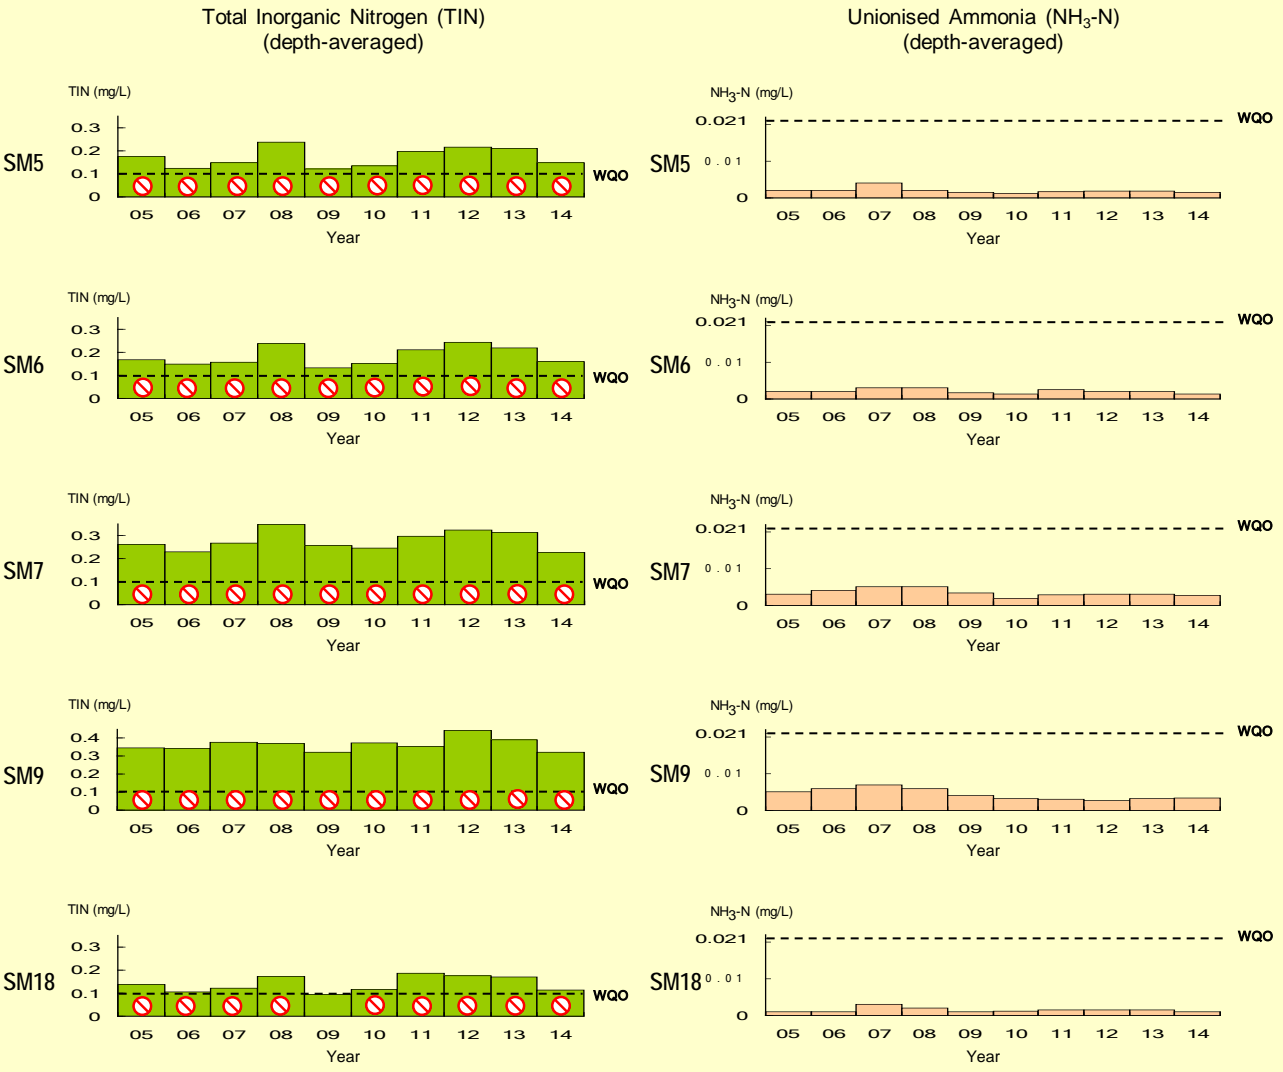 Total Inorganic Nitrogen (TIN)
(depth-averaged)
Unionised Ammonia (NH3-N)
(depth-averaged)
TIN (mg/L)
0.3
0.2
0.1
0
SM5
WQO
05 06 07 08 09 10 11 12 13 14
Year
NH3-N (mg/L)
0.021
0.01
0
SM5
WQO
05 06 07 08 09 10 11 12 13 14
Year
TIN (mg/L)
0.3
0.2
0.1
0
SM6
WQO
05 06 07 08 09 10 11 12 13 14
Year
NH3-N (mg/L)
0.021
0.01
0
SM6
WQO
05 06 07 08 09 10 11 12 13 14
Year
TIN (mg/L)
0.3
0.2
0.1
0
SM7
WQO
05 06 07 08 09 10 11 12 13 14
Year
NH3-N (mg/L)
0.021
0.01
0
SM7
WQO
05 06 07 08 09 10 11 12 13 14
Year
TIN (mg/L)
0.4
0.3
0.2
0.1
0
SM9
WQO
05 06 07 08 09 10 11 12 13 14
Year
NH3-N (mg/L)
0.021
0.01
0
SM9
WQO
05 06 07 08 09 10 11 12 13 14
Year
TIN (mg/L)
0.3
0.2
0.1
0
SM18
WQO
05 06 07 08 09 10 11 12 13 14
Year
NH3-N (mg/L)
0.021
0.01
0
SM18
WQO
05 06 07 08 09 10 11 12 13 14
Year